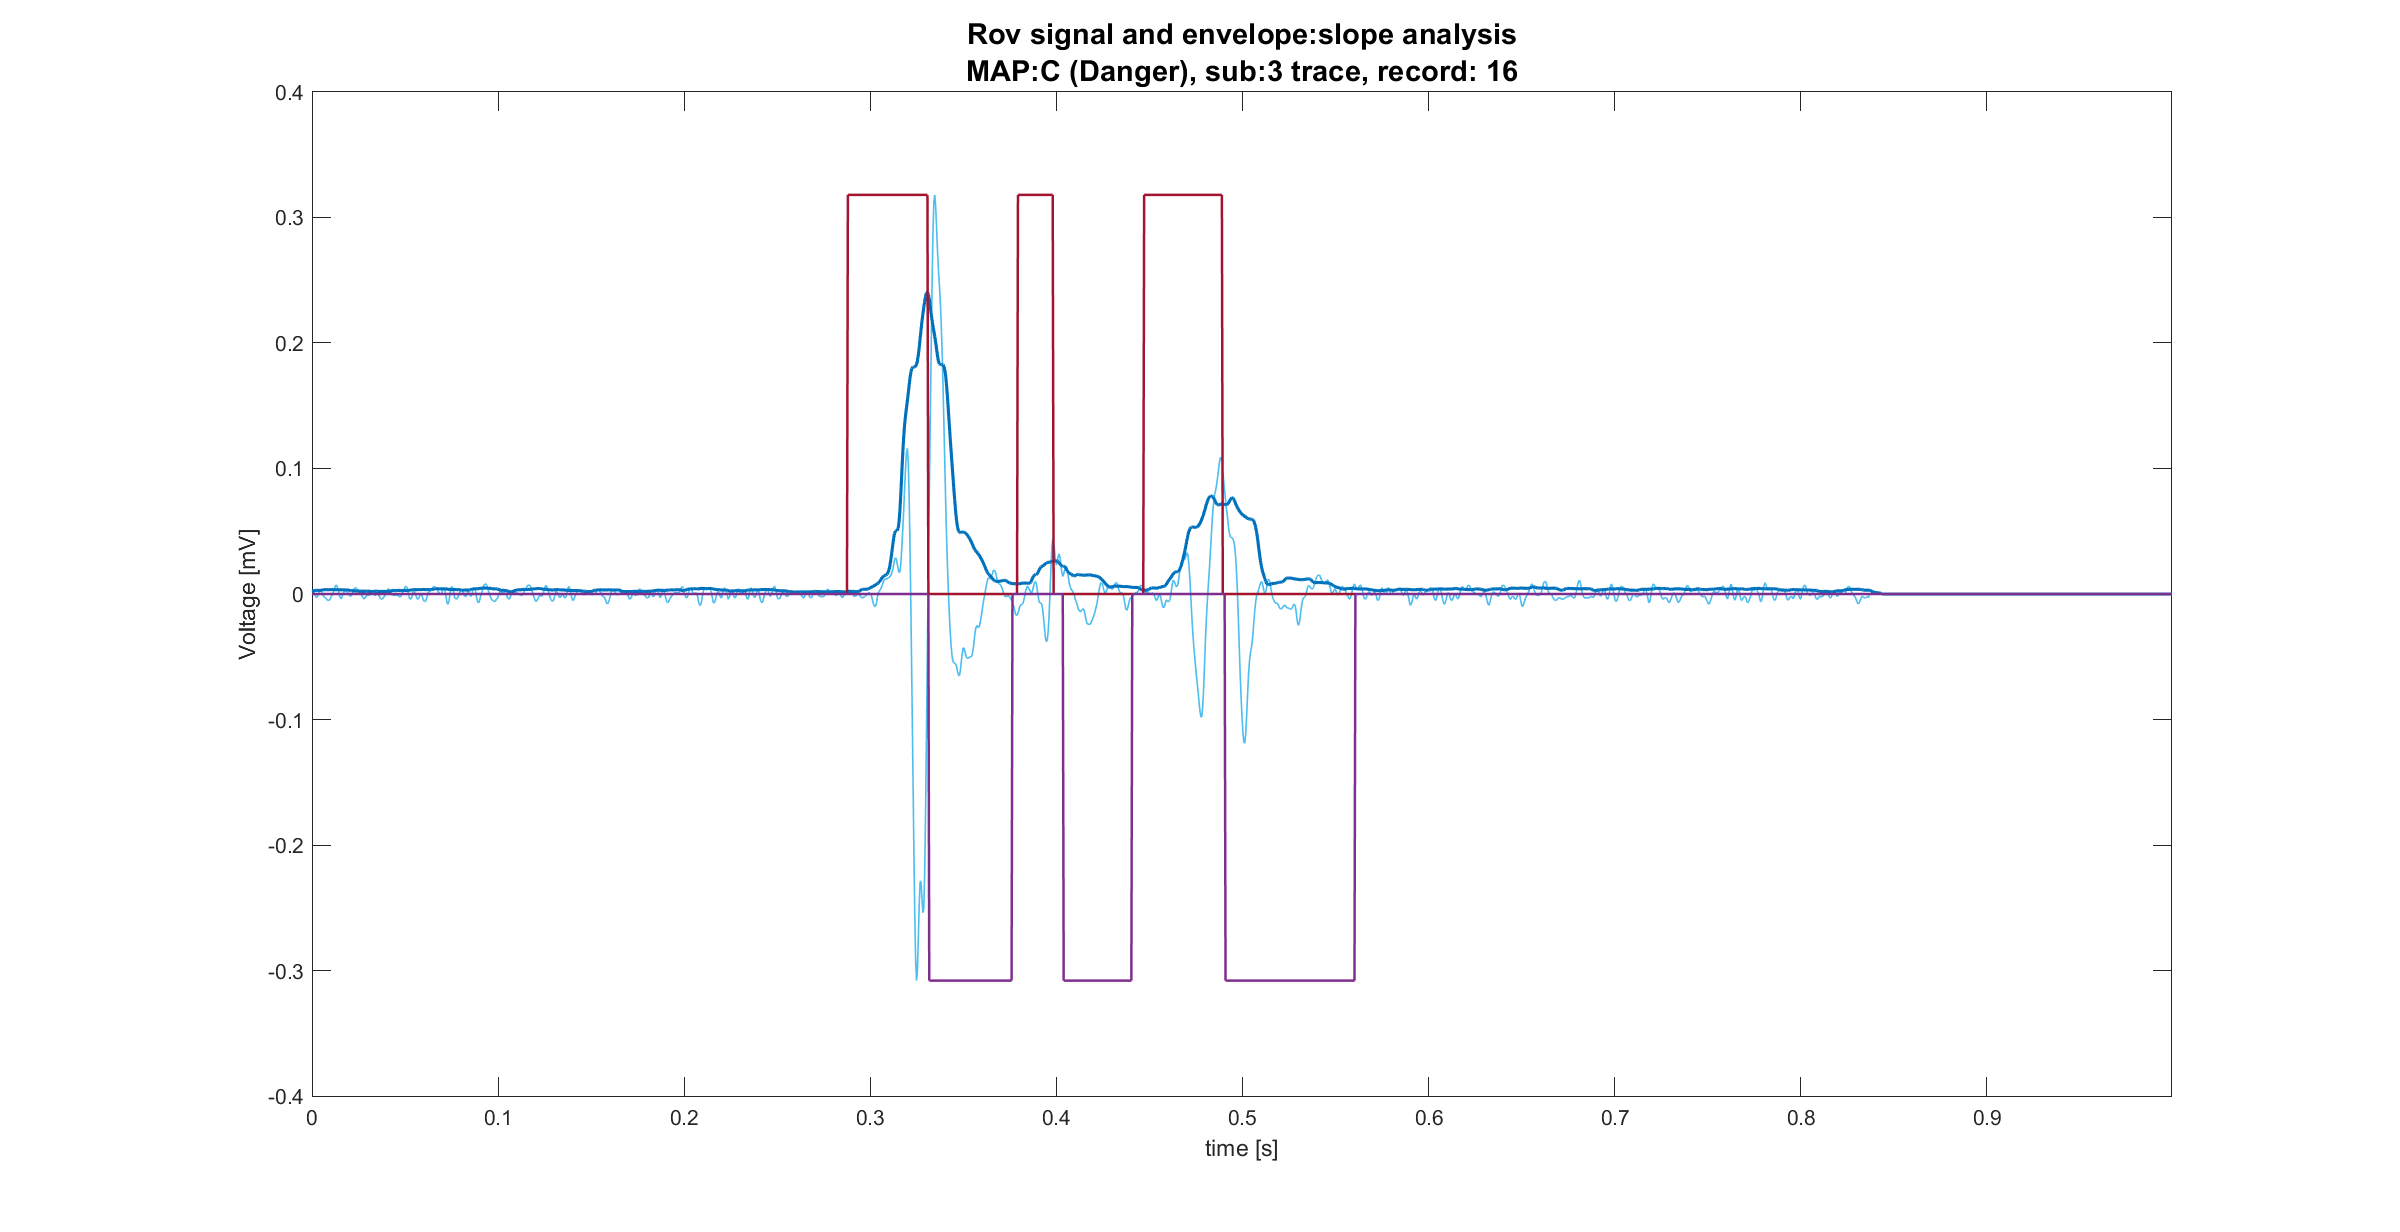 Rov signal and envelope:slope analysis
MAP:C (Danger), sub:3 trace, record: 16
0.4
0.3
0.2
0.1
0
-0.1
-0.2
-0.3
-0.4
Voltage [mV]
0 0.1 0.2 0.3 0.4 0.5 0.6 0.7 0.8 0.9
time [s]